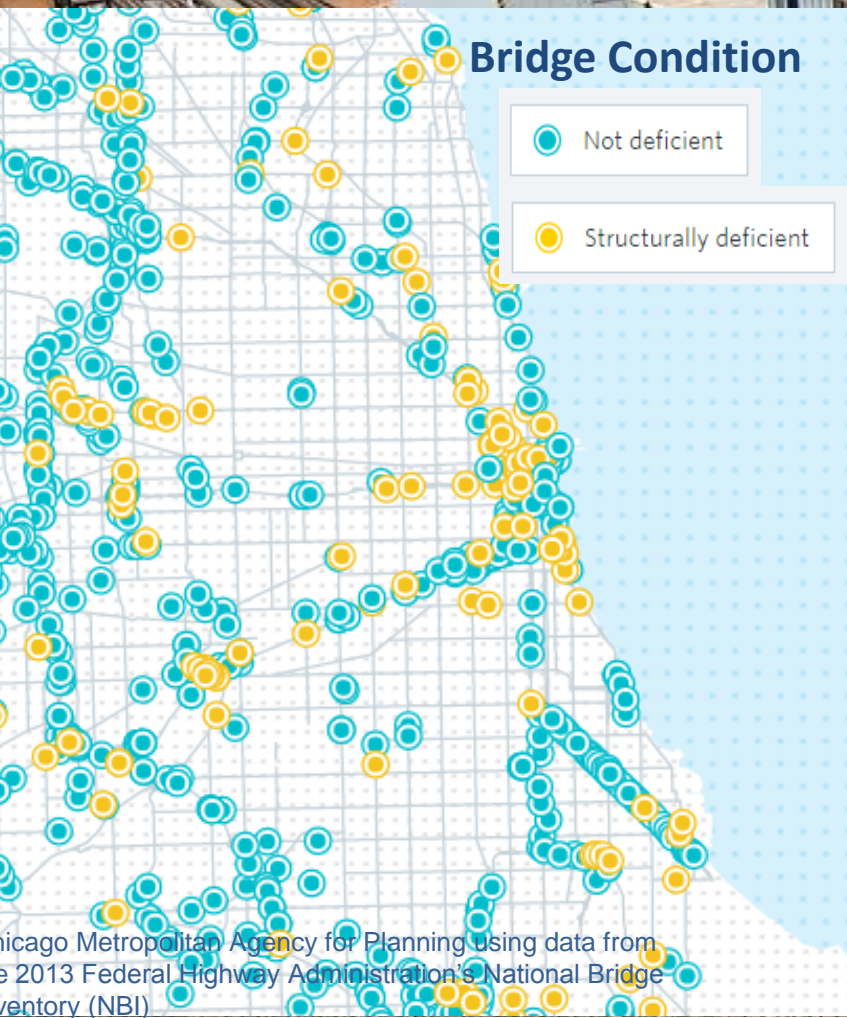 Bridge Condition
Not deficient
Structurally deficient
hicago Metropolitan Agency for Planning using data from
e 2013 Federal Highway Administration's National Bridge
ventory (NBI)